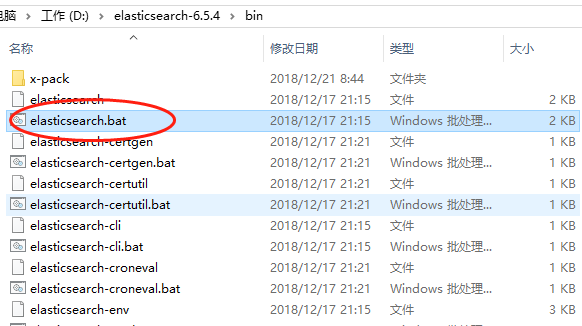 电脑 > 工作 (D:) > elasticsearch-6.5.4 > bin
名称 修改日期 类型 大小
x-pack 2018/12/21 8:44 文件夹
elasticsearch 2018/12/17 21:15 文件 2 KB
elasticsearch.bat 2018/12/17 21:15 Windows 批处理... 2 KB
elasticsearch-certgen 2018/12/17 21:21 文件 1 KB
elasticsearch-certgen.bat 2018/12/17 21:21 Windows 批处理... 1 KB
elasticsearch-certutil 2018/12/17 21:21 文件 1 KB
elasticsearch-certutil.bat 2018/12/17 21:21 Windows 批处理... 1 KB
elasticsearch-cli 2018/12/17 21:15 文件 1 KB
elasticsearch-cli.bat 2018/12/17 21:15 Windows 批处理... 1 KB
elasticsearch-croneval 2018/12/17 21:21 文件 1 KB
elasticsearch-croneval.bat 2018/12/17 21:21 Windows 批处理... 1 KB
elasticsearch-env 2018/12/17 21:15 文件 3 KB